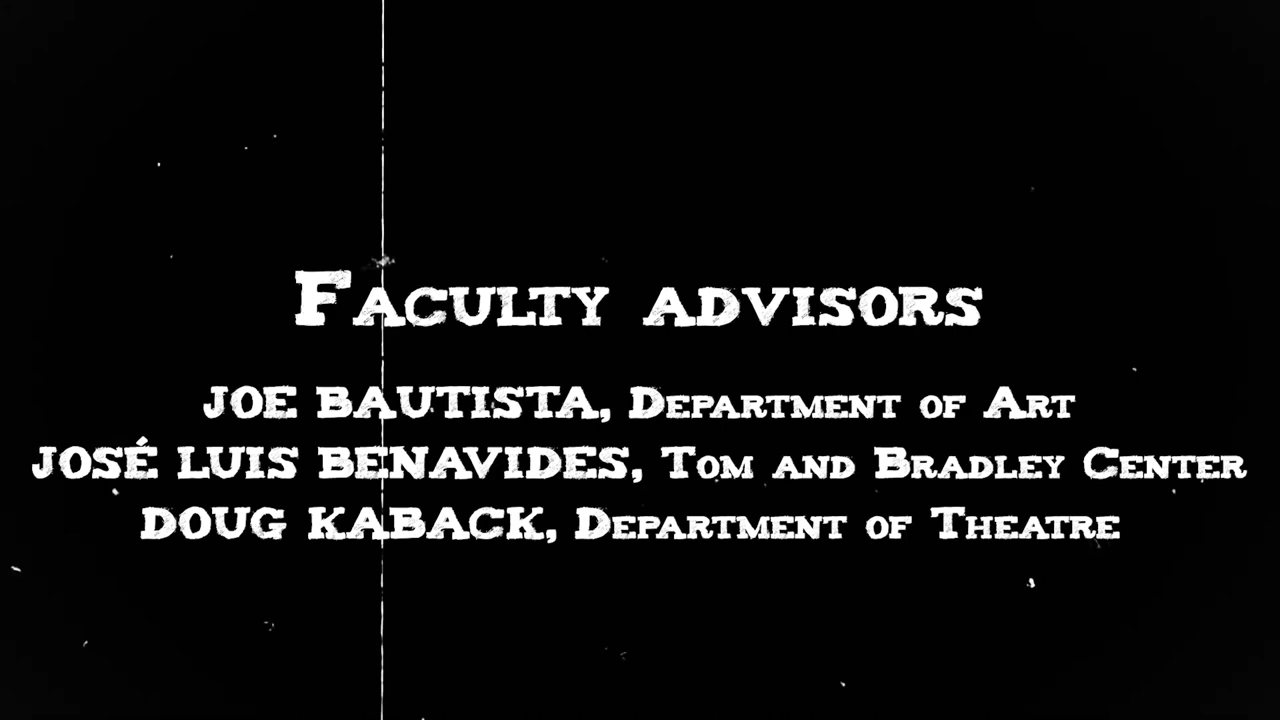 Faculty advisors
JOE BAUTISTA, Department of Art
JOSÉ LUIS BENAVIDES, Tom and Bradley Center
DOUG KABACK, Department of Theatre